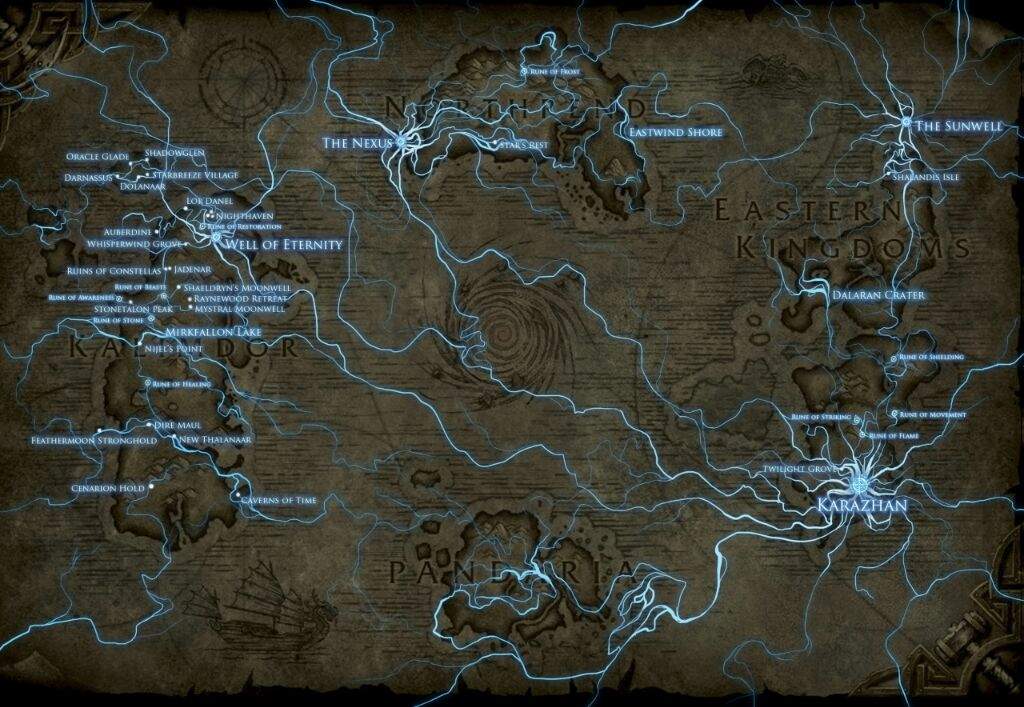 Rune of Frost
Northrend
The Nexus
Star's Rest
Eastwind Shore
The Sunwell
Shalandis Isle
Oracle Glade
Shadowglen
Darnassus
Starbreeze Village
Dolanaar
Lok Danel
Nighthaven
Rune of Restoration
Auberdine
Whisperwind Grove
Well of Eternity
Eastern
Kingdoms
Ruins of Constellas
Jadenar
Rune of Beasts
Shaeldryn's Moonwell
Rune of Awareness
Raynewood Retreat
Stonetalon Peak
Mystral Moonwell
Rune of Stone
Dalaran Crater
Mirkfallon Lake
Kalimdor
Nijel's Point
Rune of Shielding
Rune of Healing
Rune of Striking
Rune of Movement
Dire Maul
Rune of Flame
Feathermoon Stronghold
New Thalanaar
Twilight Grove
Cenarion Hold
Caverns of Time
Karazhan
Pandaria